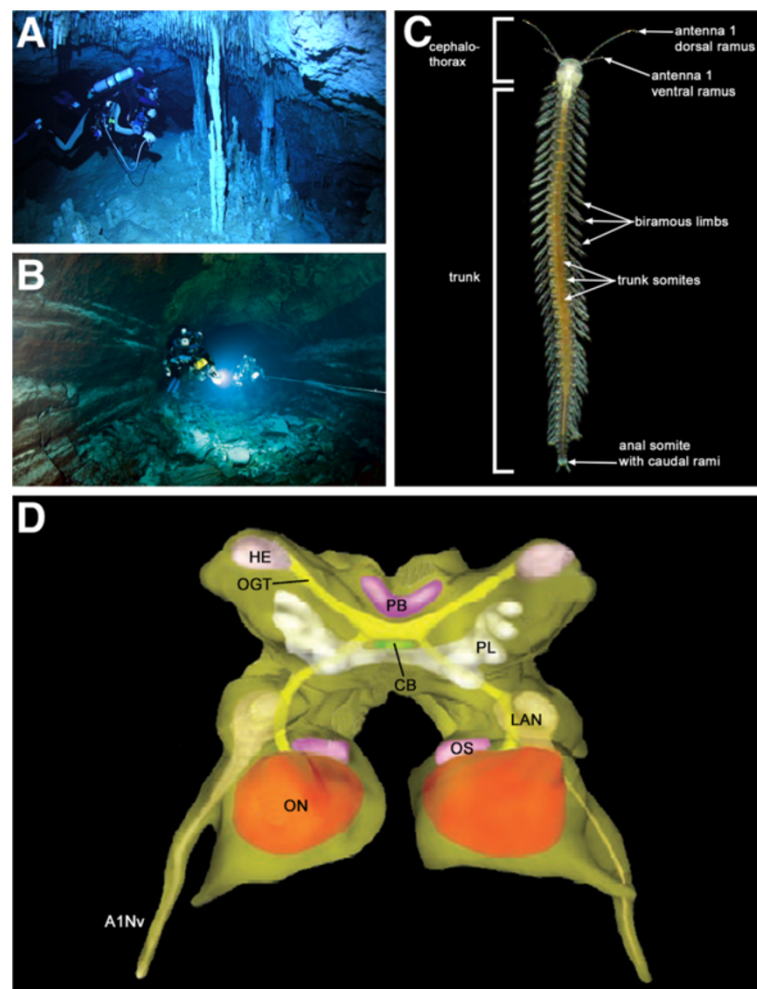 A
B
C
cephalo-
thorax
antenna 1
dorsal ramus
antenna 1
ventral ramus
biramous limbs
trunk
trunk somites
anal somite
with caudal rami
D
HE
OGT
PB
PL
CB
LAN
OS
ON
A1Nv